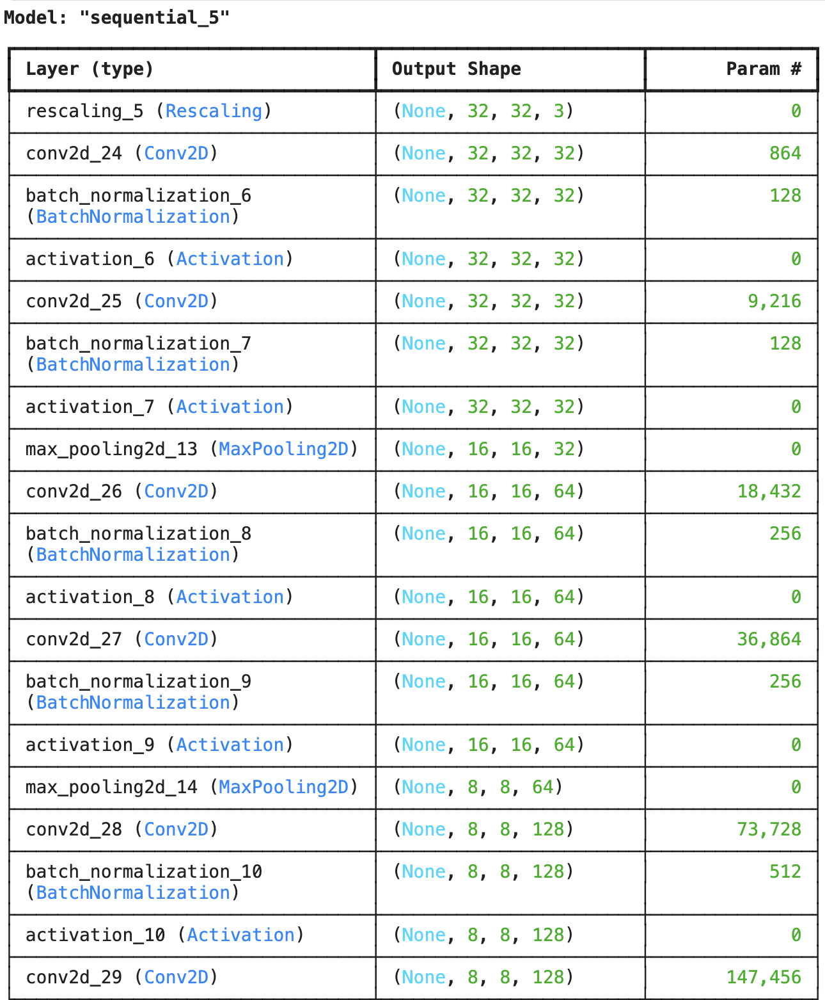 Model: "sequential_5"
Layer (type) Output Shape Param #
rescaling_5 (Rescaling) (None, 32, 32, 3) 0
conv2d_24 (Conv2D) (None, 32, 32, 32) 864
batch_normalization_6 (None, 32, 32, 32) 128
(BatchNormalization)
activation_6 (Activation) (None, 32, 32, 32) 0
conv2d_25 (Conv2D) (None, 32, 32, 32) 9,216
batch_normalization_7 (None, 32, 32, 32) 128
(BatchNormalization)
activation_7 (Activation) (None, 32, 32, 32) 0
max_pooling2d_13 (MaxPooling2D) (None, 16, 16, 32) 0
conv2d_26 (Conv2D) (None, 16, 16, 64) 18,432
batch_normalization_8 (None, 16, 16, 64) 256
(BatchNormalization)
activation_8 (Activation) (None, 16, 16, 64) 0
conv2d_27 (Conv2D) (None, 16, 16, 64) 36,864
batch_normalization_9 (None, 16, 16, 64) 256
(BatchNormalization)
activation_9 (Activation) (None, 16, 16, 64) 0
max_pooling2d_14 (MaxPooling2D) (None, 8, 8, 64) 0
conv2d_28 (Conv2D) (None, 8, 8, 128) 73,728
batch_normalization_10 (None, 8, 8, 128) 512
(BatchNormalization)
activation_10 (Activation) (None, 8, 8, 128) 0
conv2d_29 (Conv2D) (None, 8, 8, 128) 147,456